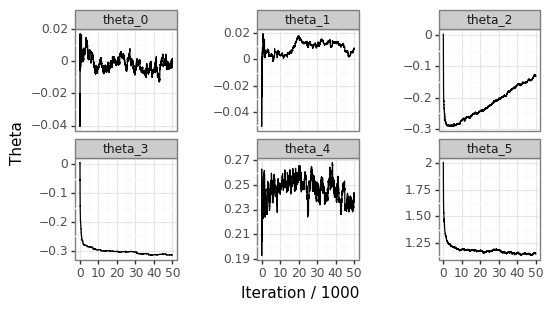 theta_0 theta_1 theta_2
0.02 0.02 0
0 0 −0.1
−0.02 −0.02 −0.2
−0.04 −0.04 −0.3
theta_3 theta_4 theta_5
0 0.27 2
−0.1 0.25 1.75
−0.2 0.23 1.50
−0.3 0.21 1.25
0.19
0 10 20 30 40 50 0 10 20 30 40 50 0 10 20 30 40 50
Iteration / 1000
Theta